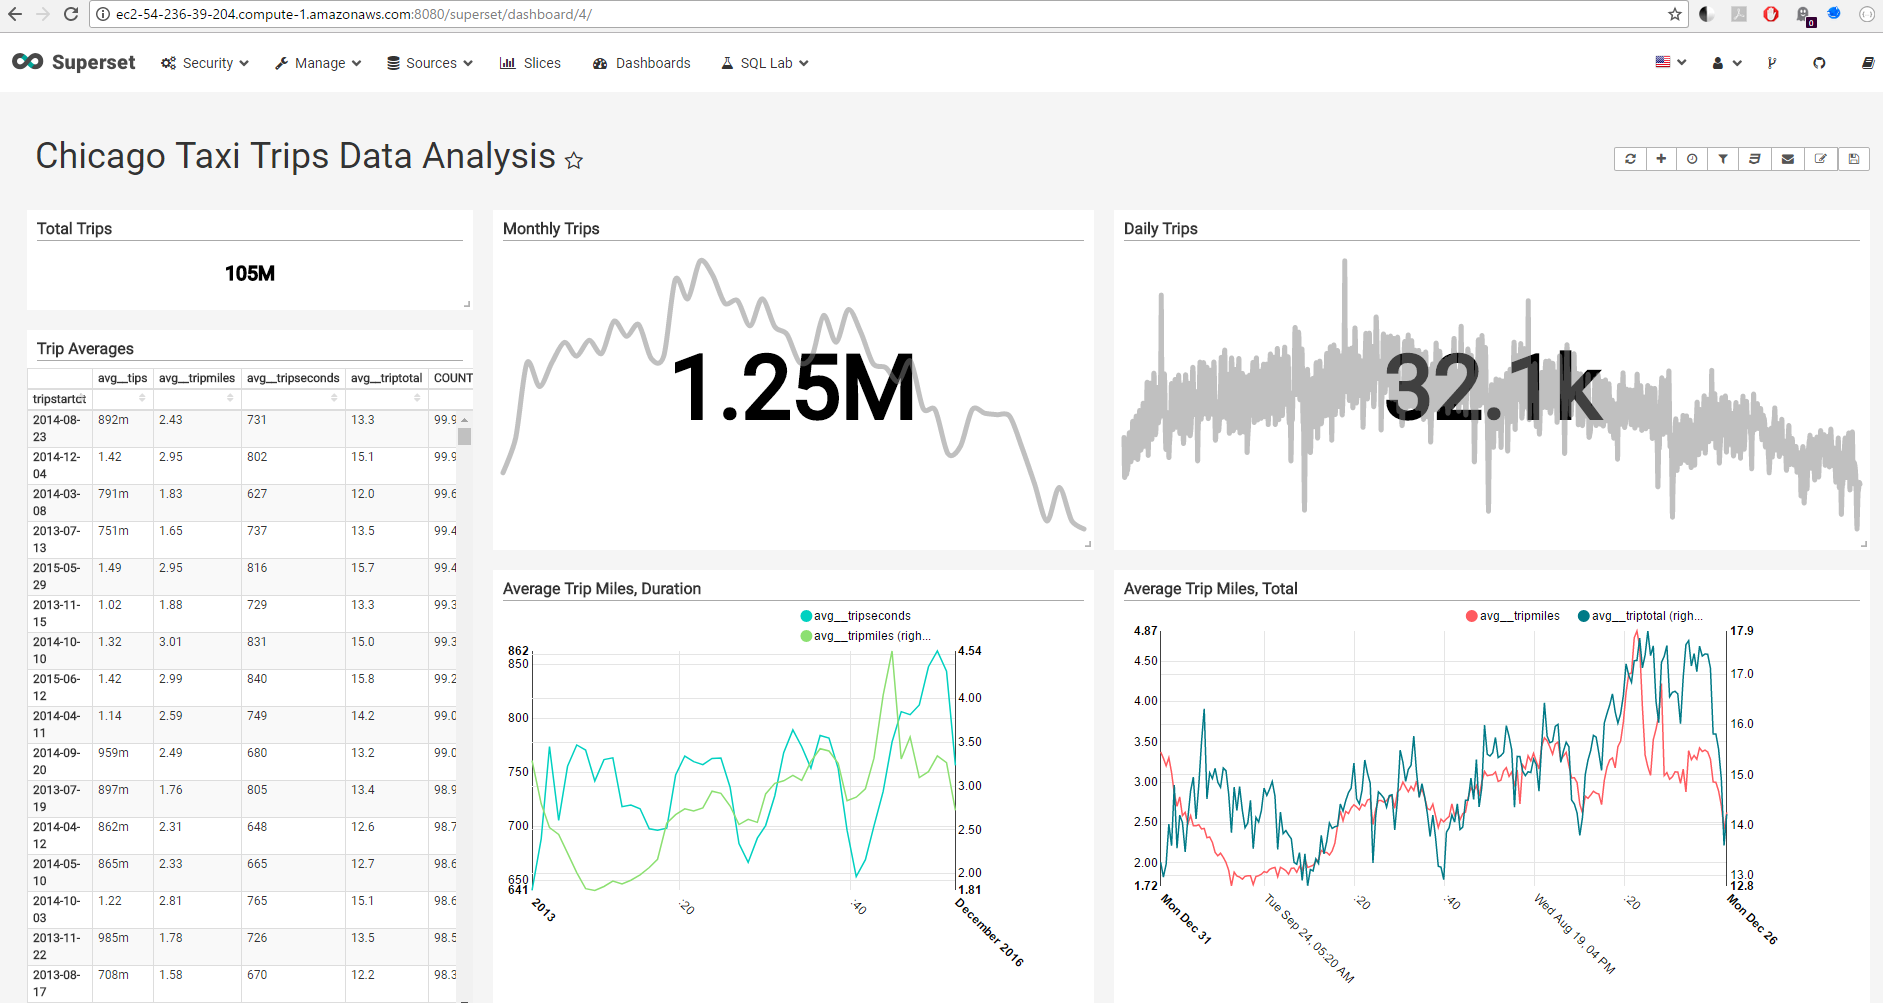 ec2-54-236-39-204.compute-1.amazonaws.com:8080/superset/dashboard/4/
0
Superset Security Manage Sources Slices Dashboards SQL Lab
Chicago Taxi Trips Data Analysis
Total Trips
105M
Trip Averages
avg__tips avg__tripmiles avg__tripseconds avg__triptotal COUNT
2014-08-23 892m 2.43 731 13.3 99.9
2014-12-04 1.42 2.95 802 15.1 99.9
2014-03-08 791m 1.83 627 12.0 99.6
2013-07-13 751m 1.65 737 13.5 99.4
2015-05-29 1.49 2.95 816 15.7 99.4
2013-11-15 1.02 1.88 729 13.3 99.3
2014-10-10 1.32 3.01 831 15.0 99.3
2015-06-12 1.42 2.99 840 15.8 99.2
2014-04-11 1.14 2.59 749 14.2 99.0
2014-09-20 959m 2.49 680 13.2 99.0
2013-07-19 897m 1.76 805 13.4 98.9
2014-04-12 862m 2.31 648 12.6 98.7
2014-05-10 865m 2.33 665 12.7 98.6
2014-10-03 1.22 2.81 765 15.1 98.6
2013-11-22 985m 1.78 726 13.5 98.5
2013-08-17 708m 1.58 670 12.2 98.3
Monthly Trips
1.25M
Daily Trips
32.1k
Average Trip Miles, Duration
avg__tripseconds
avg__tripmiles (righ...
862
850
800
750
700
650
641
4.54
4.00
3.50
3.00
2.50
2.00
1.81
2013
:20
:40
December 2016
Average Trip Miles, Total
avg__tripmiles avg__triptotal (righ...
4.87
4.50
4.00
3.50
3.00
2.50
2.00
1.72
17.9
17.0
16.0
15.0
14.0
13.0
12.8
Mon Dec 31
Tue Sep 24, 05:20 AM
:20
:40
Wed Aug 19, 04 PM
:20
Mon Dec 26